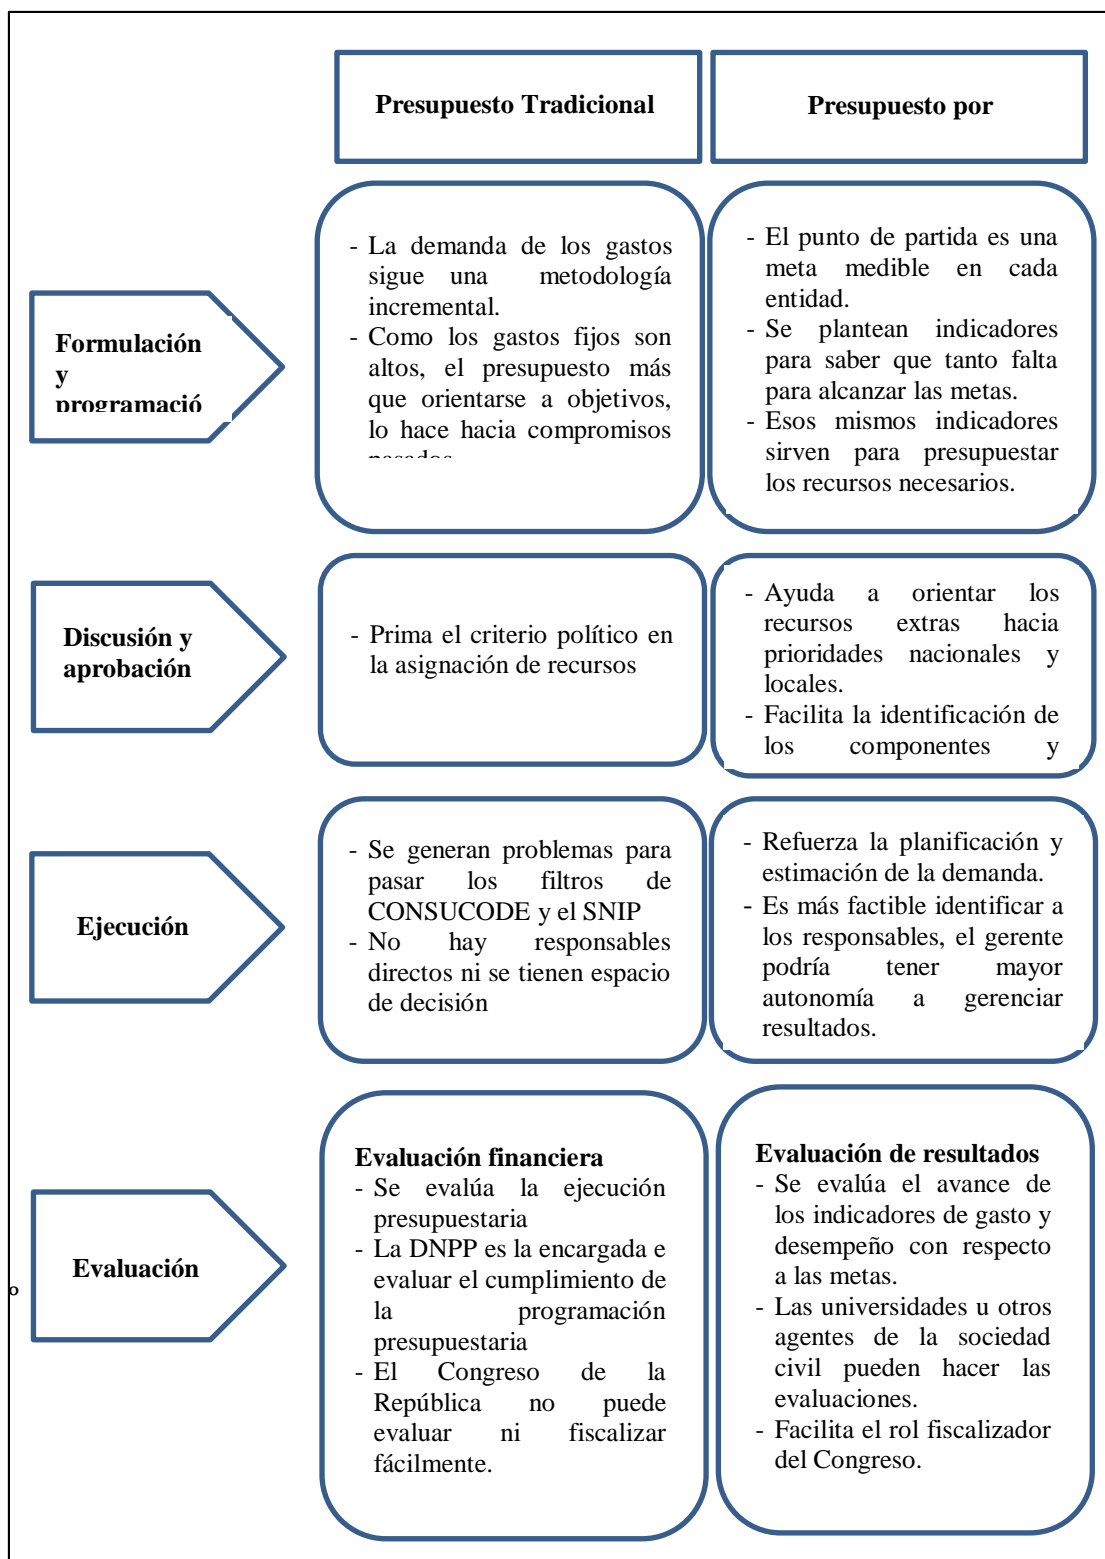 Presupuesto Tradicional
Presupuesto por
Formulación
y
programació
- La demanda de los gastos
sigue una metodología
incremental.
- Como los gastos fijos son
altos, el presupuesto más
que orientarse a objetivos,
lo hace hacia compromisos
pasados
- El punto de partida es una
meta medible en cada
entidad.
- Se plantean indicadores
para saber que tanto falta
para alcanzar las metas.
- Esos mismos indicadores
sirven para presupuestar
los recursos necesarios.
Discusión y
aprobación
- Prima el criterio político en
la asignación de recursos
- Ayuda a orientar los
recursos extras hacia
prioridades nacionales y
locales.
- Facilita la identificación de
los componentes y
Ejecución
- Se generan problemas para
pasar los filtros de
CONSUCODE y el SNIP
- No hay responsables
directos ni se tienen espacio
de decisión
- Refuerza la planificación y
estimación de la demanda.
- Es más factible identificar a
los responsables, el gerente
podría tener mayor
autonomía a gerenciar
resultados.
Evaluación
o
Evaluación financiera
- Se evalúa la ejecución
presupuestaria
- La DNPP es la encargada e
evaluar el cumplimiento de
la programación
presupuestaria
- El Congreso de la
República no puede
evaluar ni fiscalizar
fácilmente.
Evaluación de resultados
- Se evalúa el avance de
los indicadores de gasto y
desempeño con respecto
a las metas.
- Las universidades u otros
agentes de la sociedad
civil pueden hacer las
evaluaciones.
- Facilita el rol fiscalizador
del Congreso.